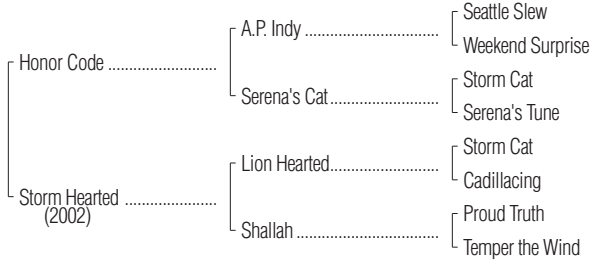 Seattle Slew
A.P. Indy ..............................
Weekend Surprise
Honor Code ........................
Storm Cat
Serena's Cat........................
Serena's Tune
Storm Cat
Lion Hearted........................
Cadillacing
Storm Hearted ....................
(2002)
Proud Truth
Shallah ................................
Temper the Wind